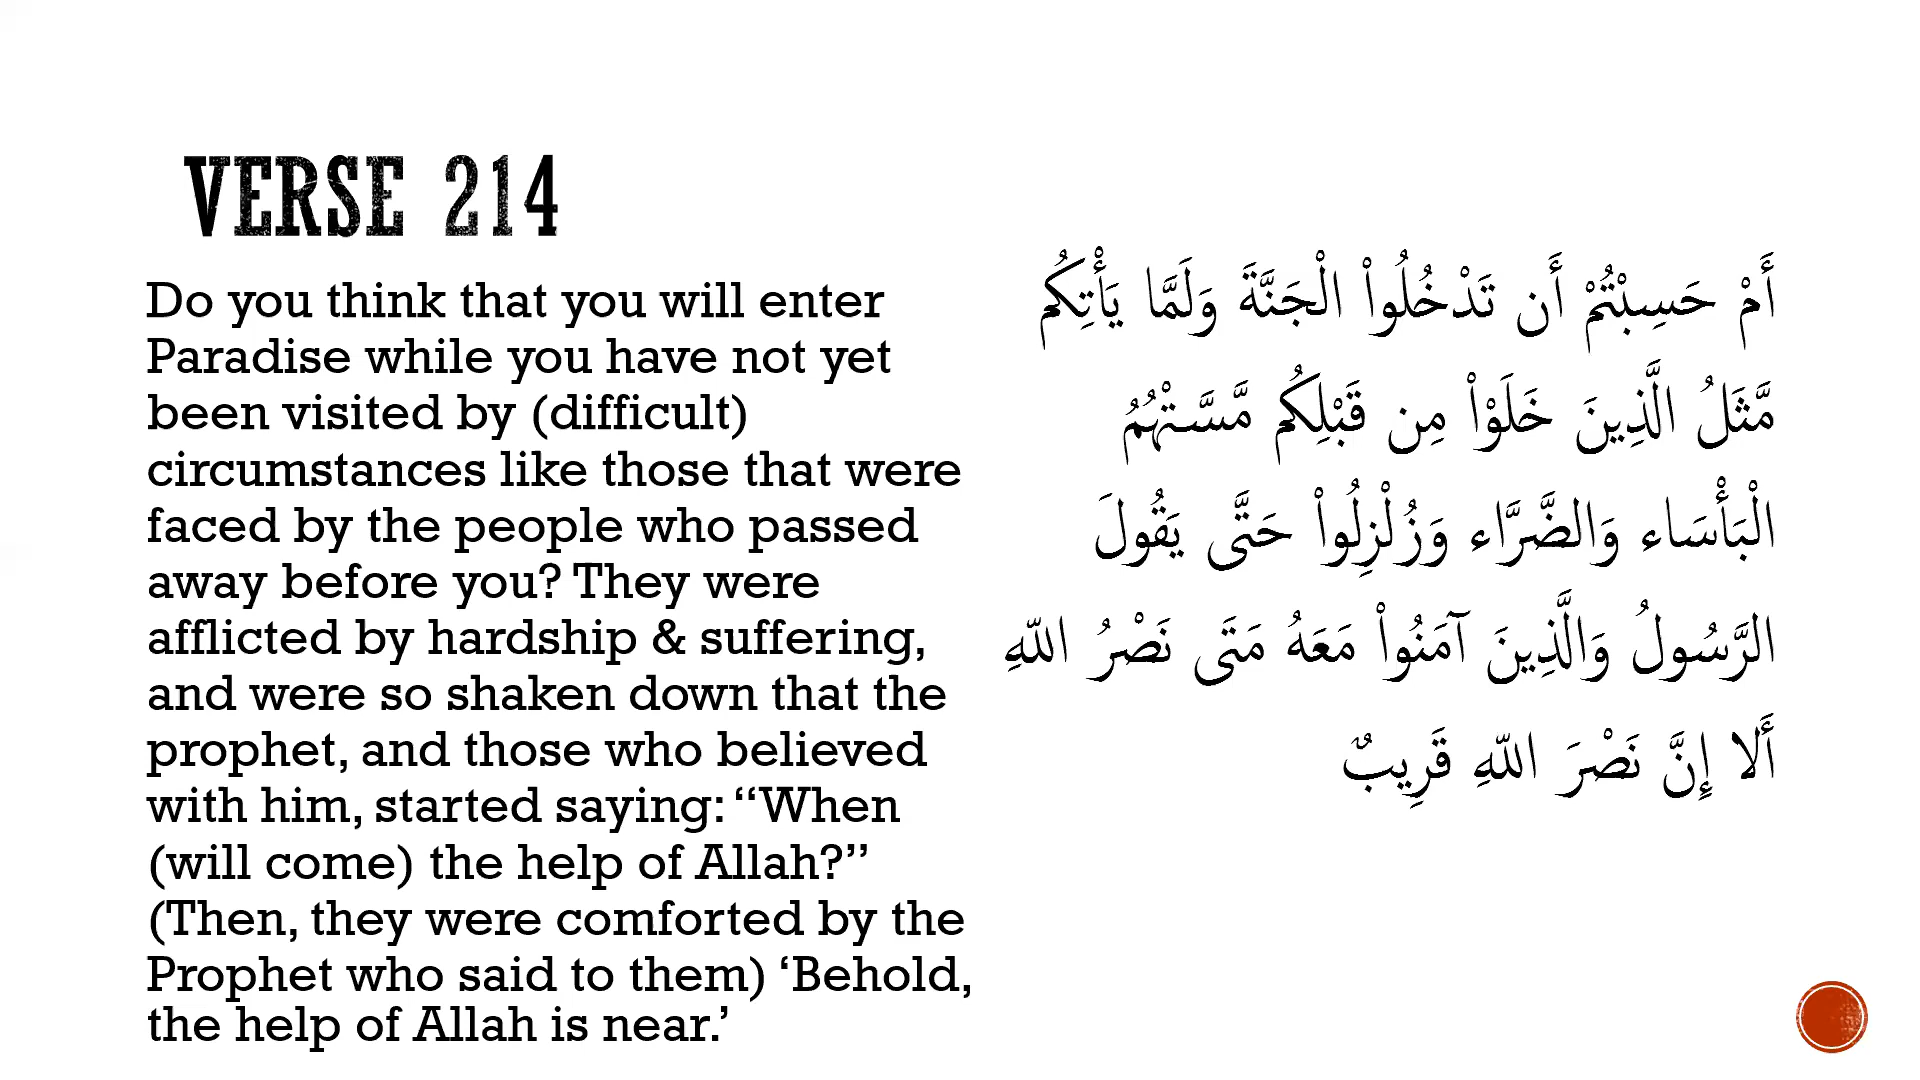 VERSE 214
Do you think that you will enter
Paradise while you have not yet
been visited by (difficult)
circumstances like those that were
faced by the people who passed
away before you? They were
afflicted by hardship & suffering,
and were so shaken down that the
prophet, and those who believed
with him, started saying: “When
(will come) the help of Allah?”
(Then, they were comforted by the
Prophet who said to them) ‘Behold,
the help of Allah is near.’
أَمْ حَسِبْتُمْ أَن تَدْخُلُواْ الْجَنَّةَ وَلَمَّا يَأْتِكُم
مَّثَلُ الَّذِينَ خَلَوْاْ مِن قَبْلِكُم مَّسَّتْهُمُ
الْبَأْسَاء وَالضَّرَّاء وَزُلْزِلُواْ حَتَّى يَقُولَ
الرَّسُولُ وَالَّذِينَ آمَنُواْ مَعَهُ مَتَى نَصْرُ اللّهِ
أَلا إِنَّ نَصْرَ اللّهِ قَرِيبٌ